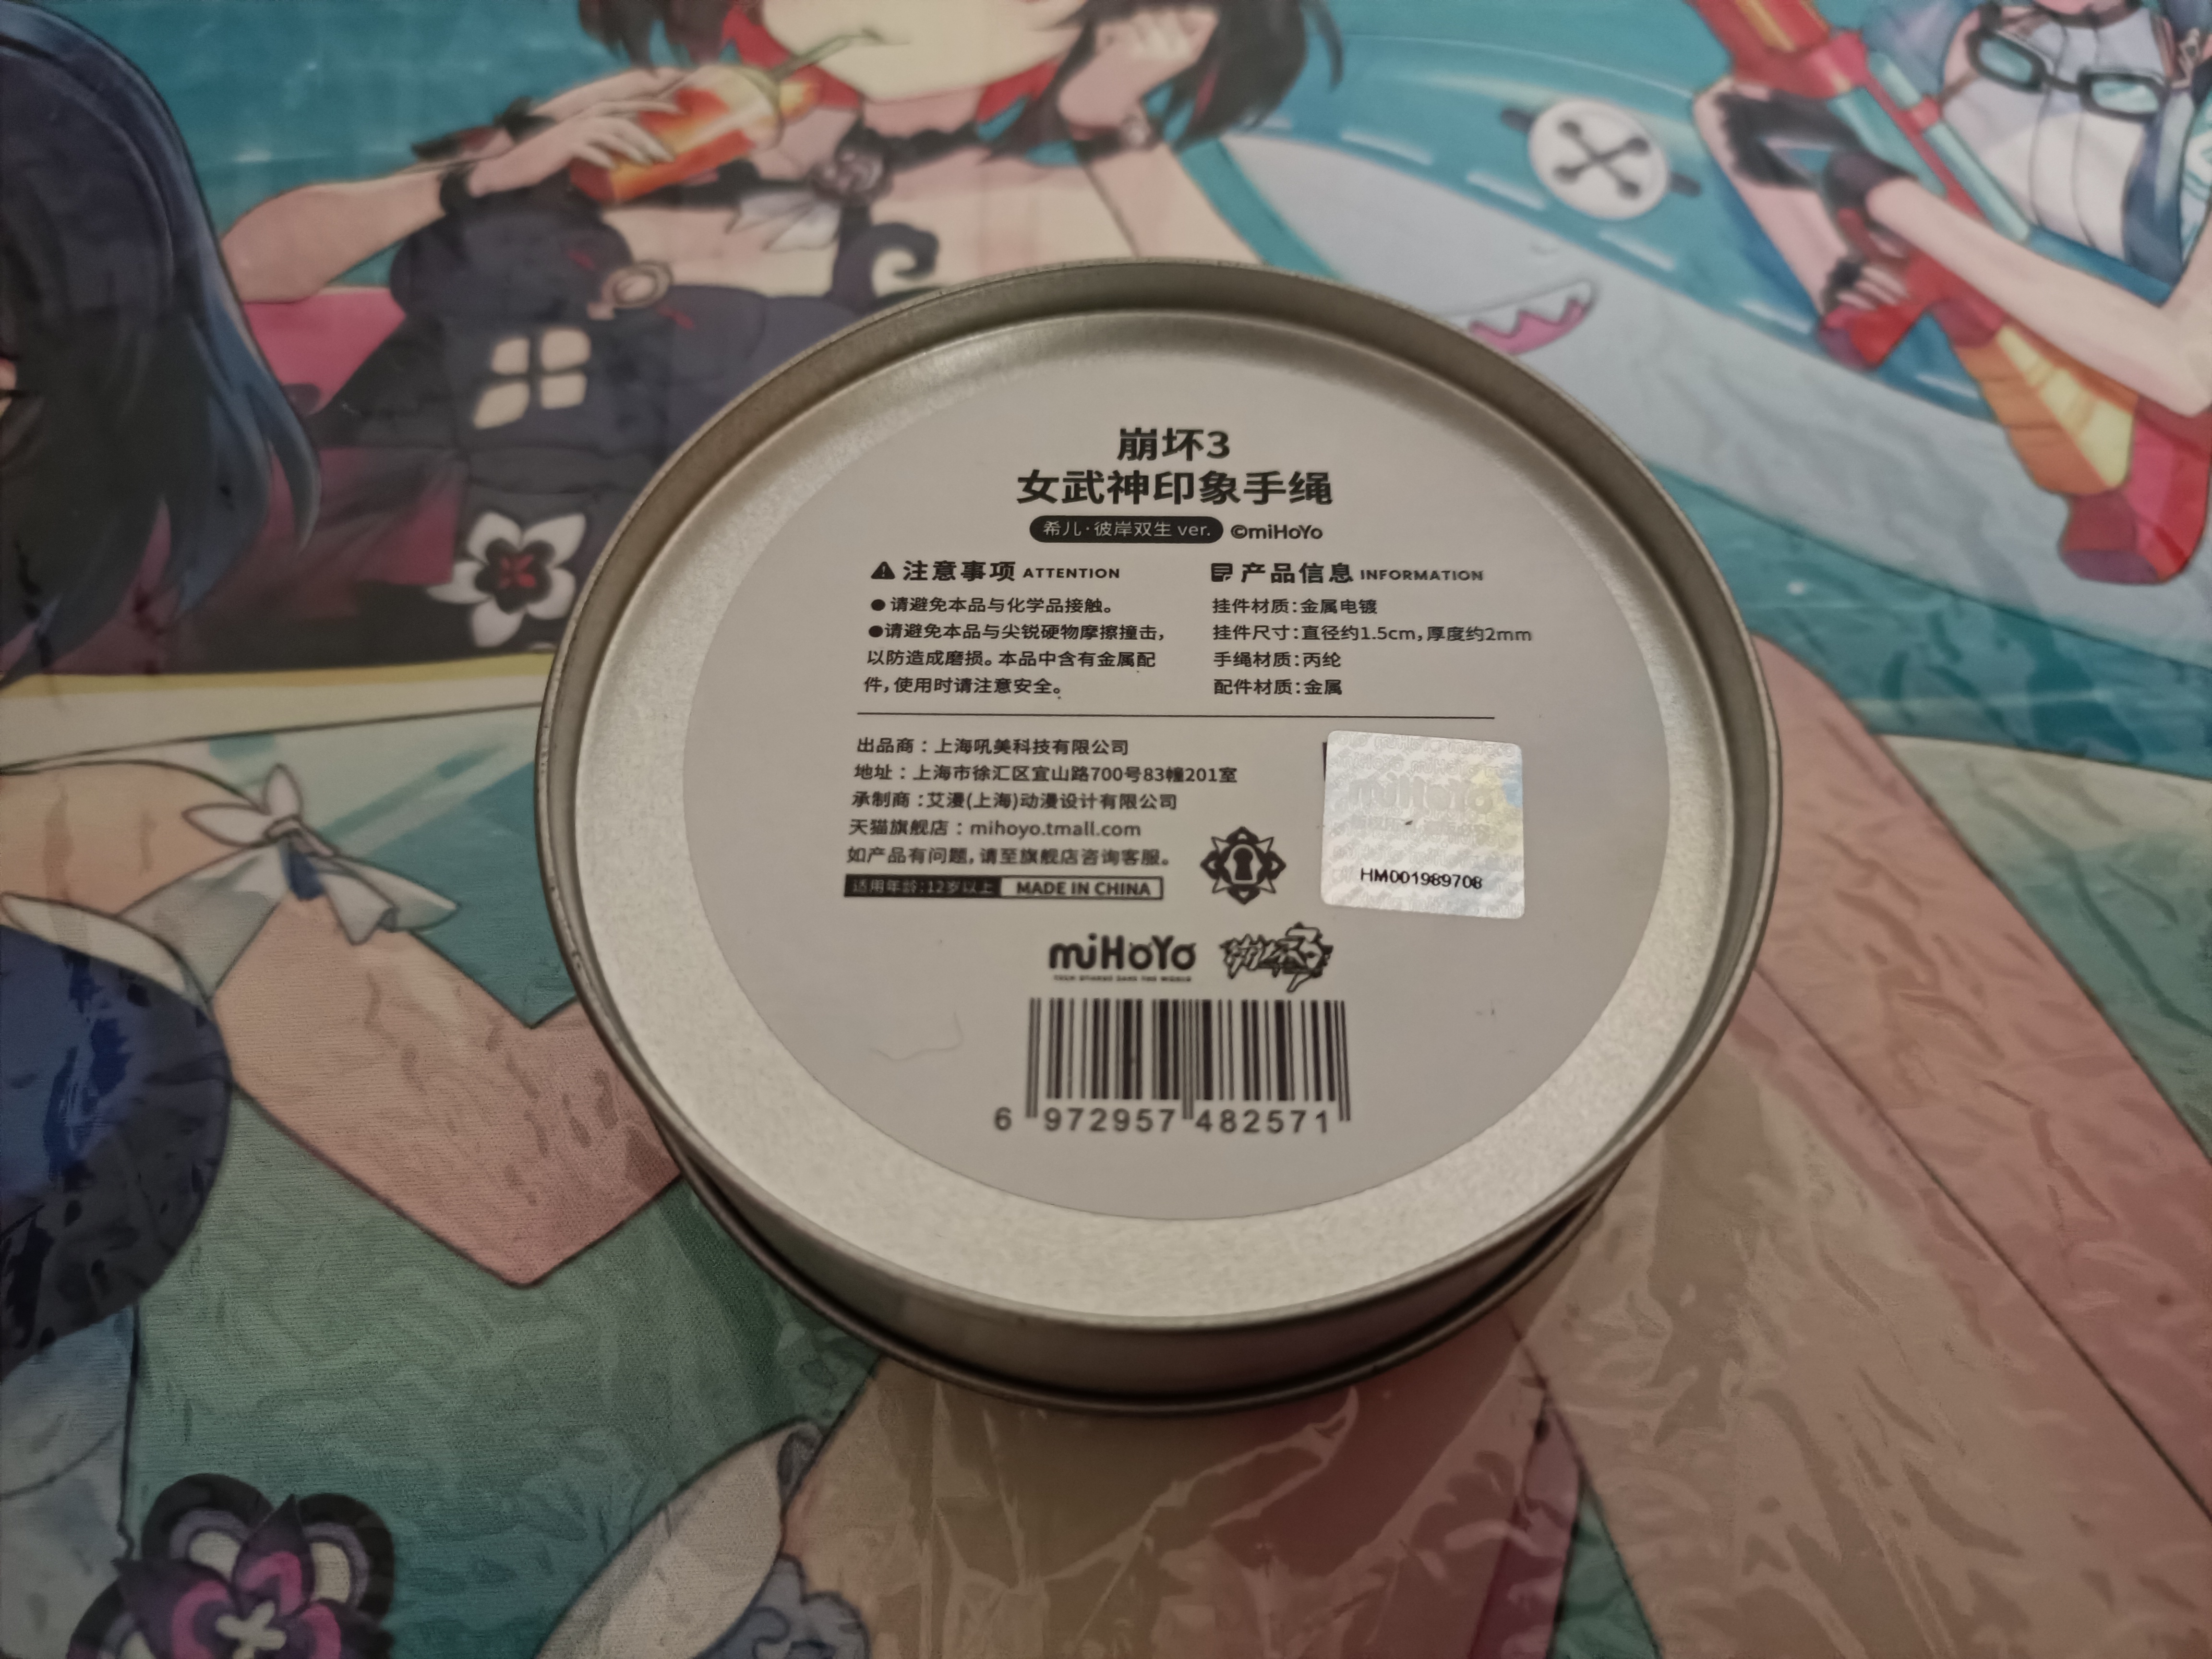 崩坏3
女武神印象手绳
希儿·彼岸双生 ver. ©miHoYo
注意事项 ATTENTION
●请避免本品与化学品接触。
●请避免本品与尖锐硬物摩擦撞击,
以防造成磨损。本品中含有金属配
件,使用时请注意安全。
产品信息 INFORMATION
挂件材质:金属电镀
挂件尺寸:直径约1.5cm,厚度约2mm
手绳材质:丙纶
配件材质:金属
出品商:上海吼美科技有限公司
地址:上海市徐汇区宜山路700号83幢201室
承制商:艾漫(上海)动漫设计有限公司
天猫旗舰店:mihoyo.tmall.com
如产品有问题,请至旗舰店咨询客服。
适用年龄:12岁以上 MADE IN CHINA
miHoYo
HM001989708
miHoYo 崩坏3
TECH OTAKUS SAVE THE WORLD
6 972957 482571